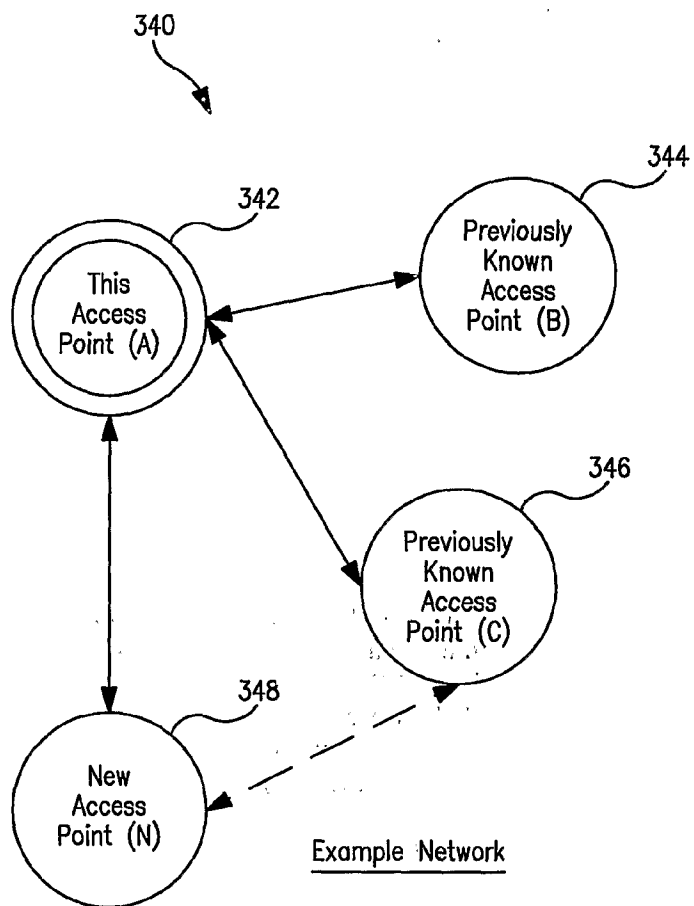 340
342
This
Access
Point (A)
344
Previously
Known
Access
Point (B)
346
Previously
Known
Access
Point (C)
348
New
Access
Point (N)
Example Network